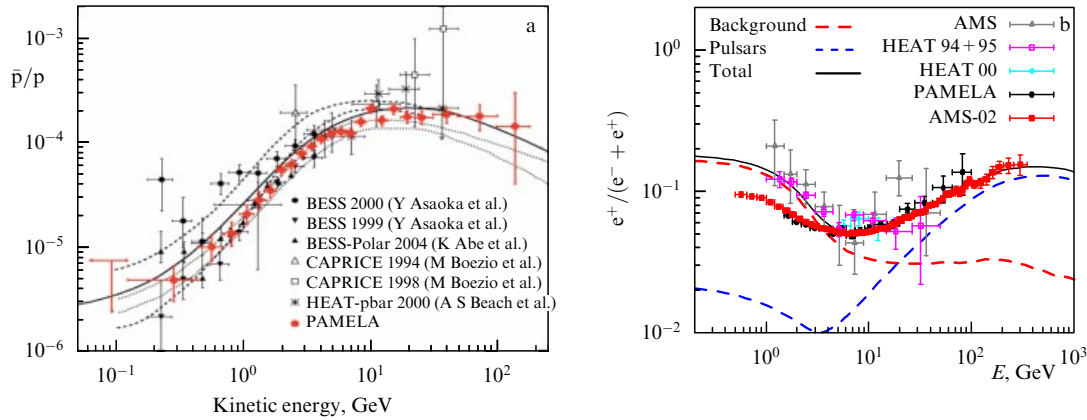 a
10⁻³
p̄/p
10⁻⁴
10⁻⁵
10⁻⁶
BESS 2000 (Y Asaoka et al.)
BESS 1999 (Y Asaoka et al.)
BESS-Polar 2004 (K Abe et al.)
CAPRICE 1994 (M Boezio et al.)
CAPRICE 1998 (M Boezio et al.)
HEAT-pbar 2000 (A S Beach et al.)
PAMELA
10⁻¹ 10⁰ 10¹ 10²
Kinetic energy, GeV
b
Background
Pulsars
Total
AMS
HEAT 94 + 95
HEAT 00
PAMELA
AMS-02
e⁺/(e⁻ + e⁺)
10⁰
10⁻¹
10⁻²
10⁰ 10¹ 10² 10³
E, GeV